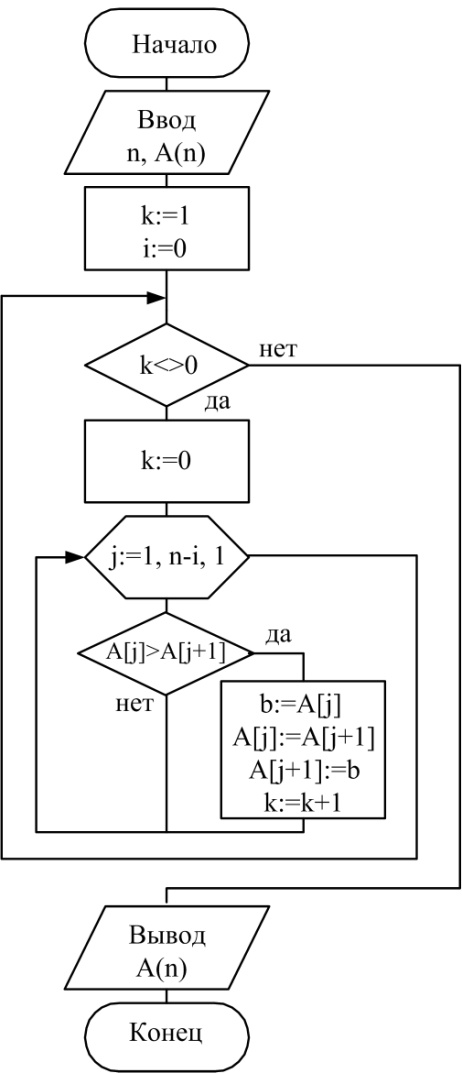 Начало
Ввод
n, A(n)
k:=1
i:=0
k<>0
нет
да
k:=0
j:=1, n-i, 1
A[j]>A[j+1]
да
нет
b:=A[j]
A[j]:=A[j+1]
A[j+1]:=b
k:=k+1
Вывод
A(n)
Конец